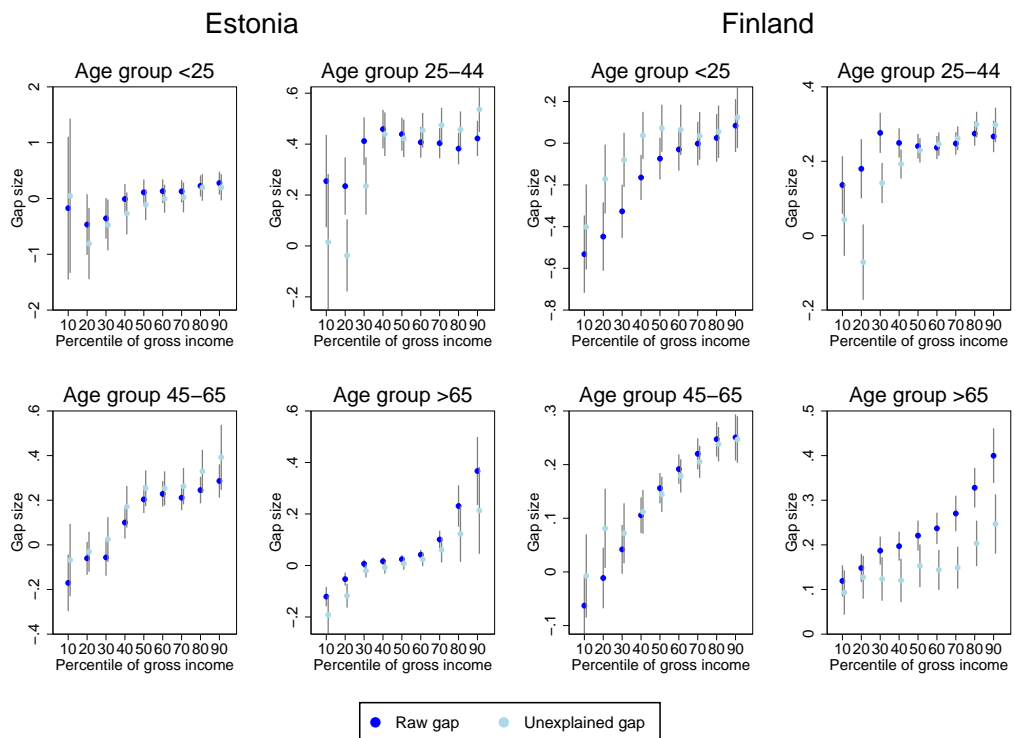 Estonia
Finland
Age group <25
Gap size
2
1
0
−1
−2
10 20 30 40 50 60 70 80 90
Percentile of gross income
Age group 25−44
Gap size
.6
.4
.2
0
−.2
10 20 30 40 50 60 70 80 90
Percentile of gross income
Age group <25
Gap size
.2
0
−.2
−.4
−.6
−.8
10 20 30 40 50 60 70 80 90
Percentile of gross income
Age group 25−44
Gap size
.4
.2
0
−.2
10 20 30 40 50 60 70 80 90
Percentile of gross income
Age group 45−65
Gap size
.6
.4
.2
0
−.2
−.4
10 20 30 40 50 60 70 80 90
Percentile of gross income
Age group >65
Gap size
.6
.4
.2
0
−.2
10 20 30 40 50 60 70 80 90
Percentile of gross income
Age group 45−65
Gap size
.3
.2
.1
0
−.1
10 20 30 40 50 60 70 80 90
Percentile of gross income
Age group >65
Gap size
.5
.4
.3
.2
.1
0
10 20 30 40 50 60 70 80 90
Percentile of gross income
Raw gap
Unexplained gap